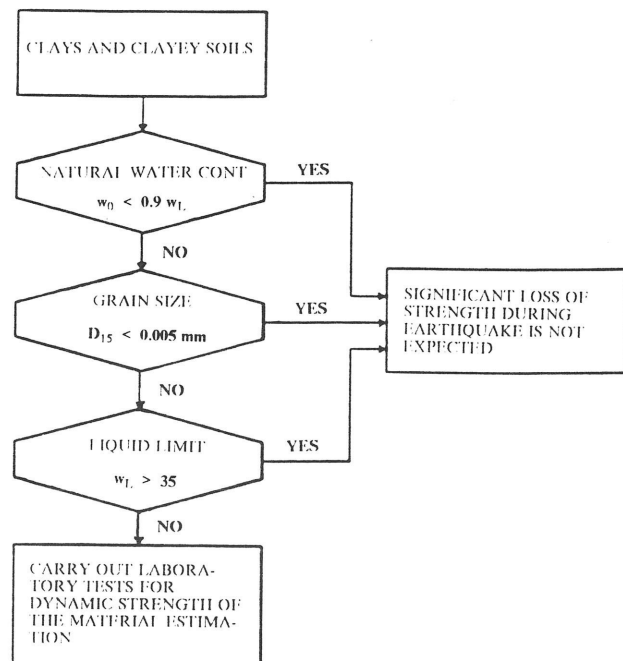 CLAYS AND CLAYEY SOILS
NATURAL WATER CONT
w₀ < 0.9 w_L
YES
NO
GRAIN SIZE
D₁₅ < 0.005 mm
YES
SIGNIFICANT LOSS OF
STRENGTH DURING
EARTHQUAKE IS NOT
EXPECTED
NO
LIQUID LIMIT
w_L > 35
YES
NO
CARRY OUT LABORA-
TORY TESTS FOR
DYNAMIC STRENGTH OF
THE MATERIAL ESTIMA-
TION